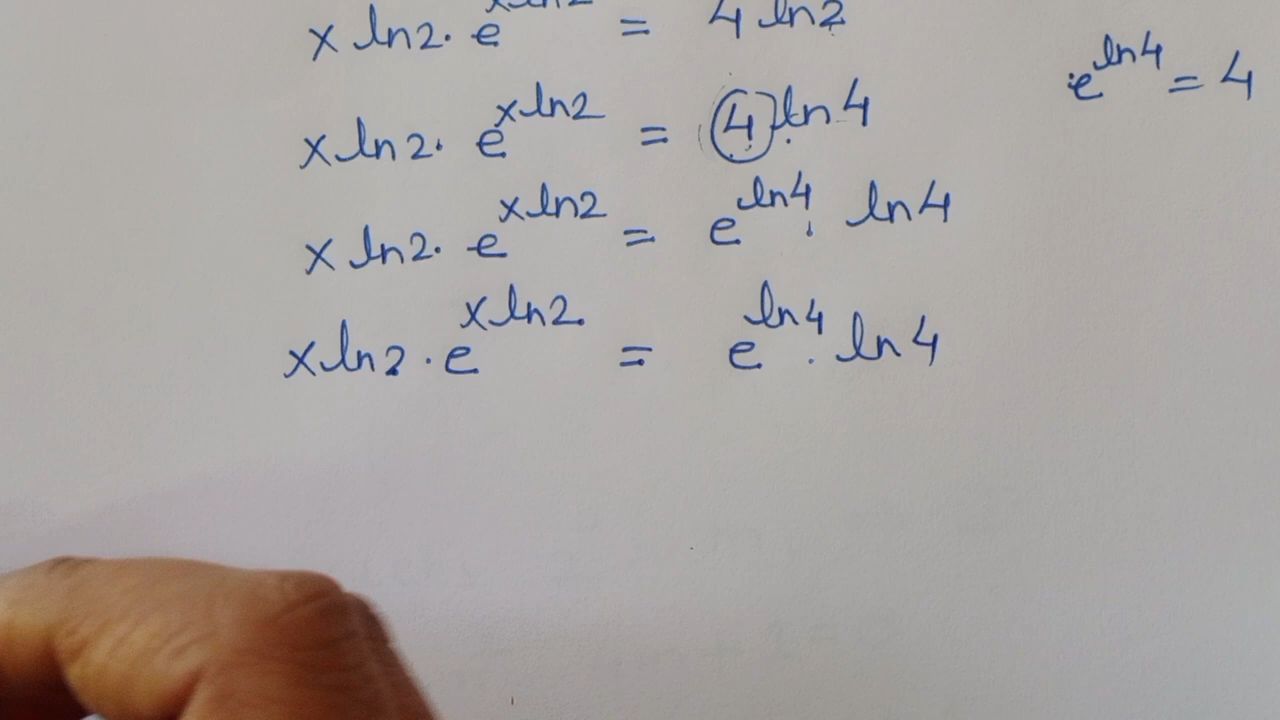 x ln2· e^{x ln2} = 4 ln2
x ln2· e^{x ln2} = 4·ln4
e^{ln4} = 4
x ln2· e^{x ln2} = e^{ln4} · ln4
x ln2 · e^{x ln2} = e^{ln4} · ln4